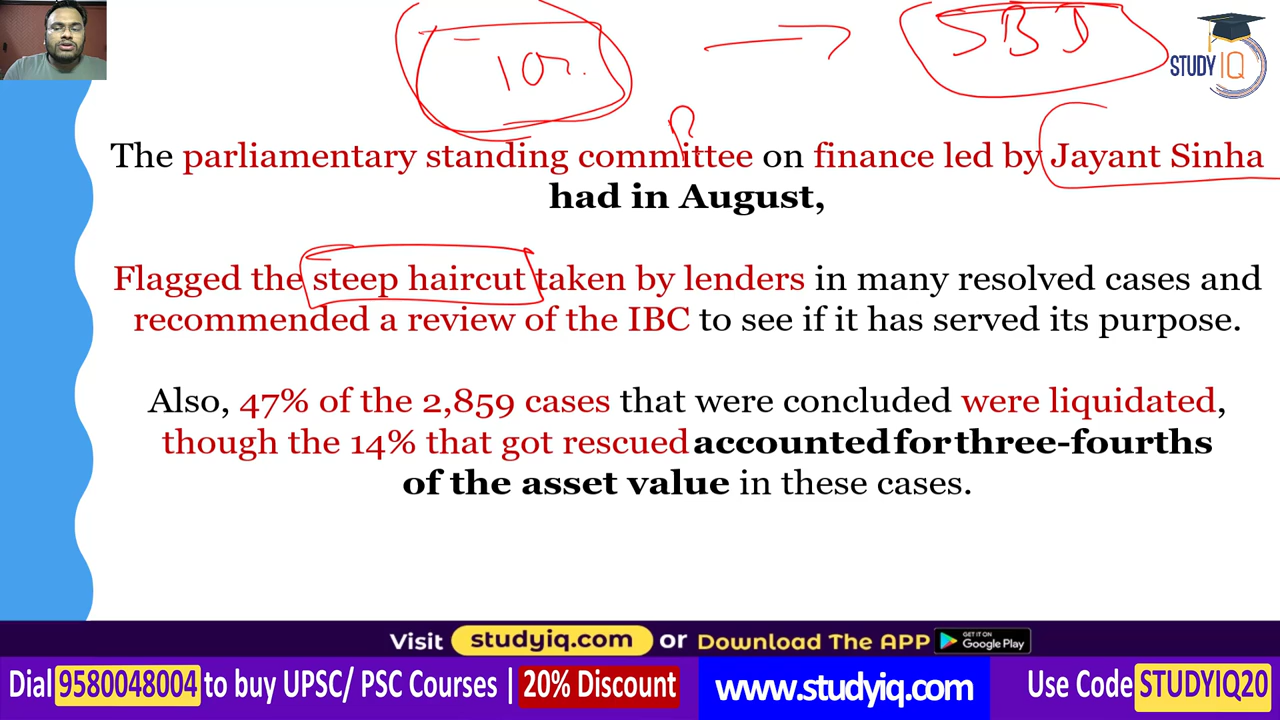 10%
SBI
STUDY IQ
The parliamentary standing committee on finance led by Jayant Sinha
had in August,
Flagged the steep haircut taken by lenders in many resolved cases and
recommended a review of the IBC to see if it has served its purpose.
Also, 47% of the 2,859 cases that were concluded were liquidated,
though the 14% that got rescued accounted for three-fourths
of the asset value in these cases.
Visit studyiq.com or Download The APP GET IT ON Google Play
Dial 9580048004 to buy UPSC/ PSC Courses | 20% Discount www.studyiq.com Use Code STUDYIQ20